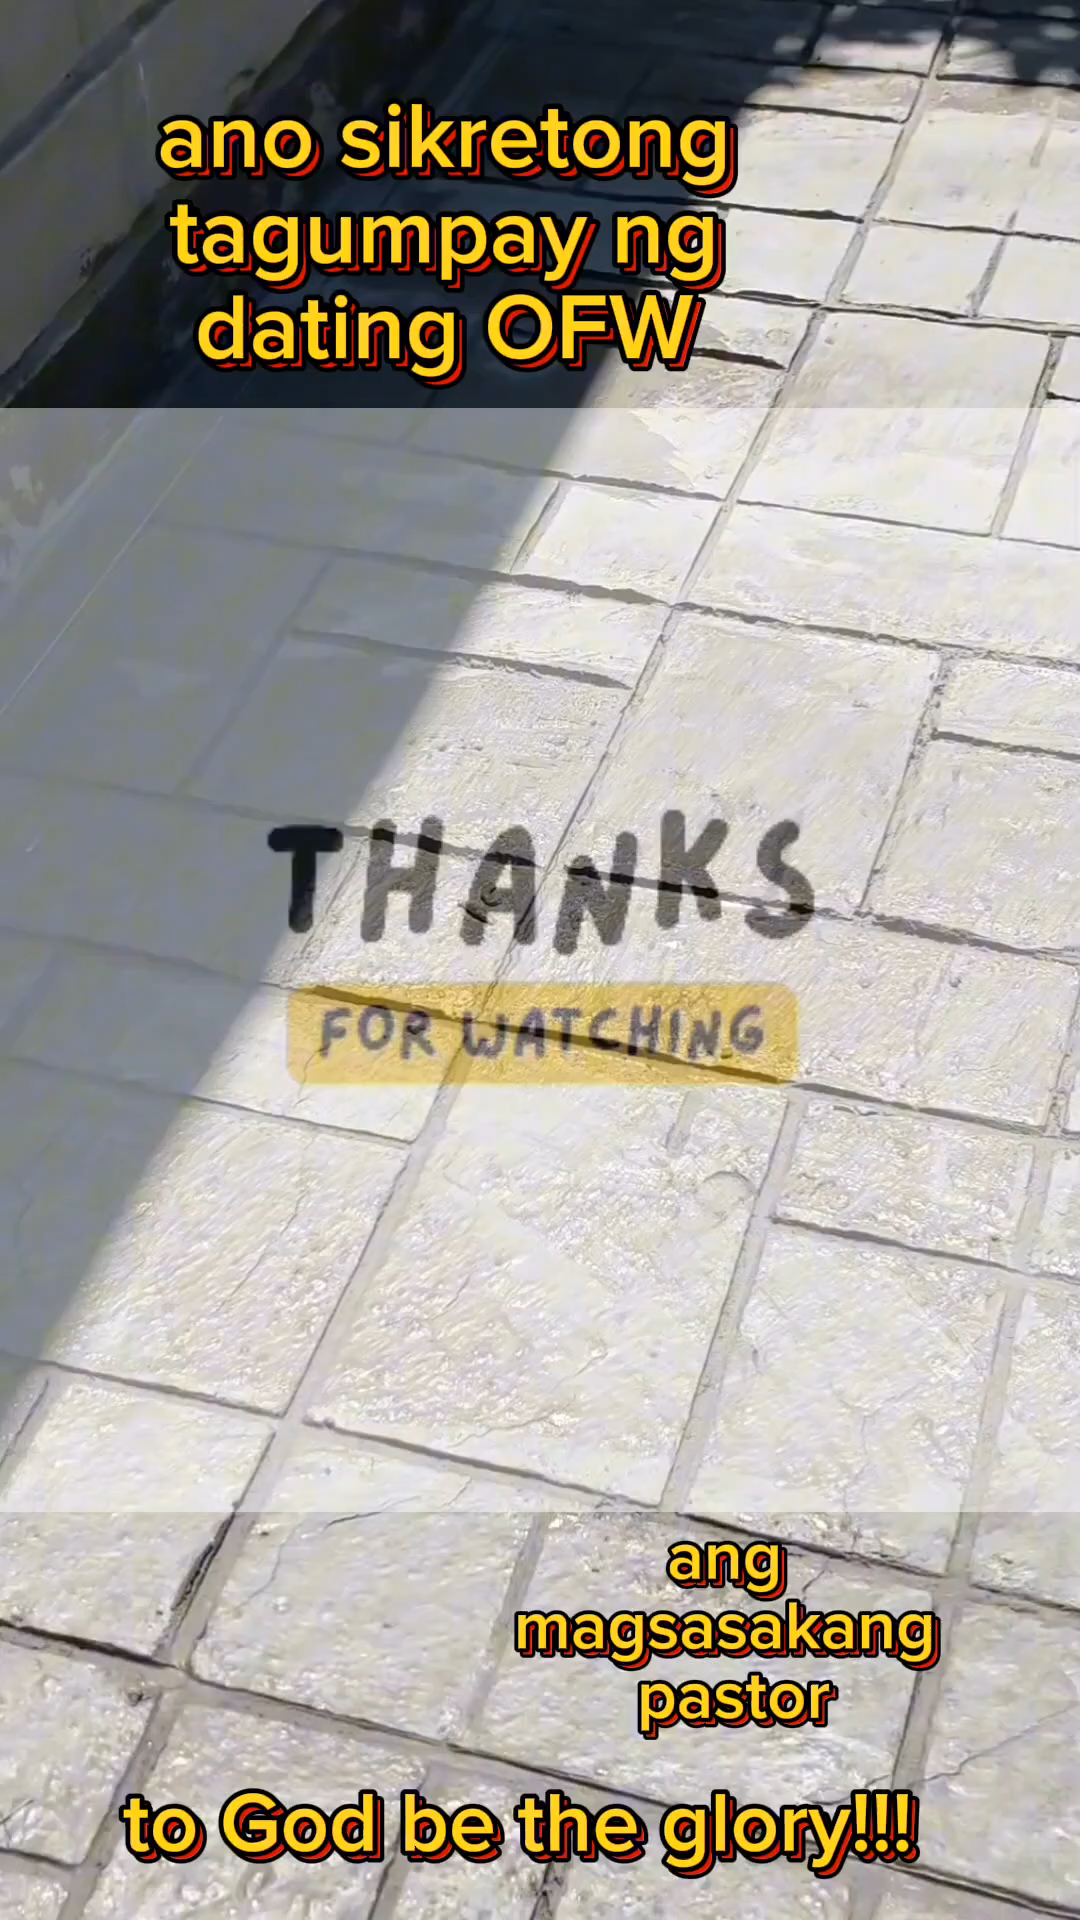 ano sikretong
tagumpay ng
dating OFW
THANKS
FOR WATCHING
ang
magsasakang
pastor
to God be the glory!!!